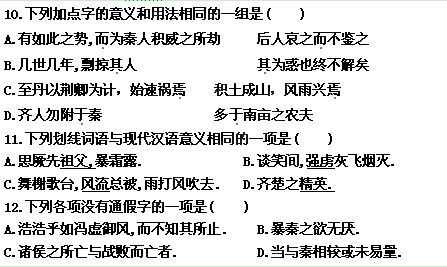 10.下列加点字的意义和用法相同的一组是( )
A.有如此之势,而为秦人积威之所劫 后人哀之而不鉴之
B.几世几年,剽掠其人 其为惑也终不解矣
C.至丹以荆卿为计，始速祸焉 积土成山，风雨兴焉
D.齐人勿附于秦 多于南亩之农夫
11.下列划线词语与现代汉语意义相同的一项是( )
A.思厥先祖父,暴霜露. B.谈笑间,强虏灰飞烟灭.
C.舞榭歌台,风流总被,雨打风吹去. D.齐楚之精英.
12.下列各项没有通假字的一项是( )
A.浩浩乎如冯虚御风,而不知其所止. B.暴秦之欲无厌.
C.诸侯之所亡与战败而亡者. D.当与秦相较或未易量.